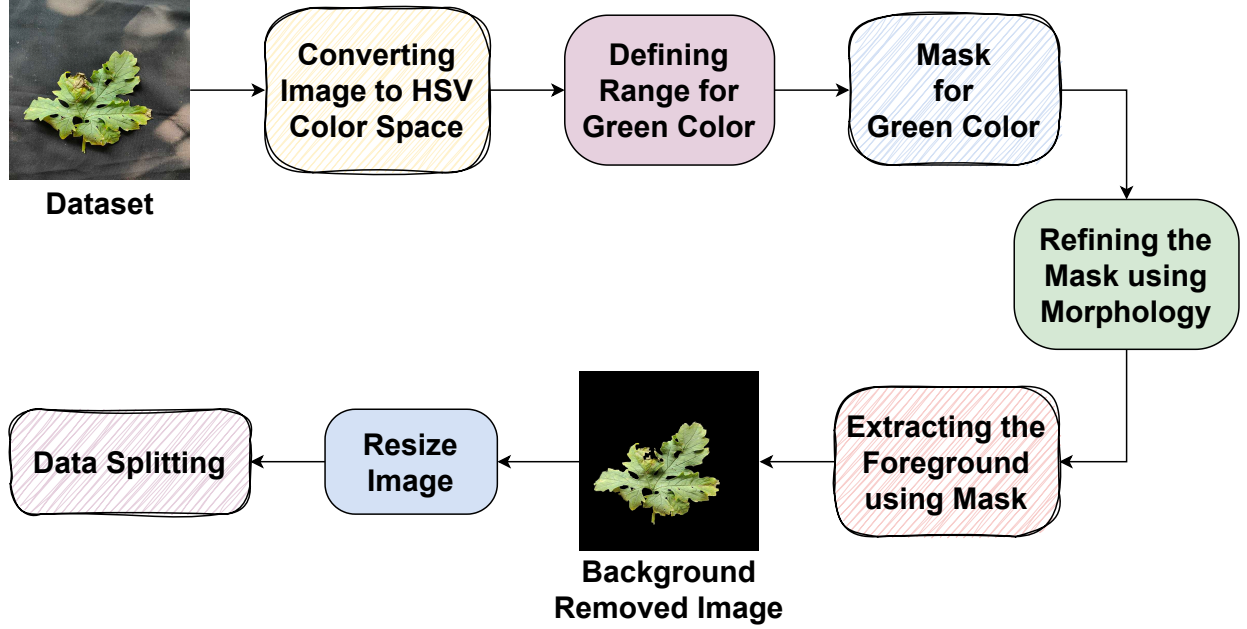 Dataset
Converting
Image to HSV
Color Space
Defining
Range for
Green Color
Mask
for
Green Color
Refining the
Mask using
Morphology
Extracting the
Foreground
using Mask
Background
Removed Image
Resize
Image
Data Splitting